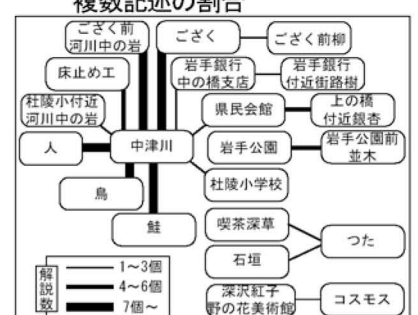 複数記述の割合
ござく前
河川中の岩
ござく
ござく前柳
床止め工
岩手銀行
中の橋支店
岩手銀行
付近街路樹
杜陵小付近
河川中の岩
県民会館
上の橋
付近銀杏
人
中津川
岩手公園
岩手公園前
並木
鳥
杜陵小学校
鮭
喫茶深草
つた
石垣
解説数
1～3個
4～6個
7個～
深沢紅子
野の花美術館
コスモス